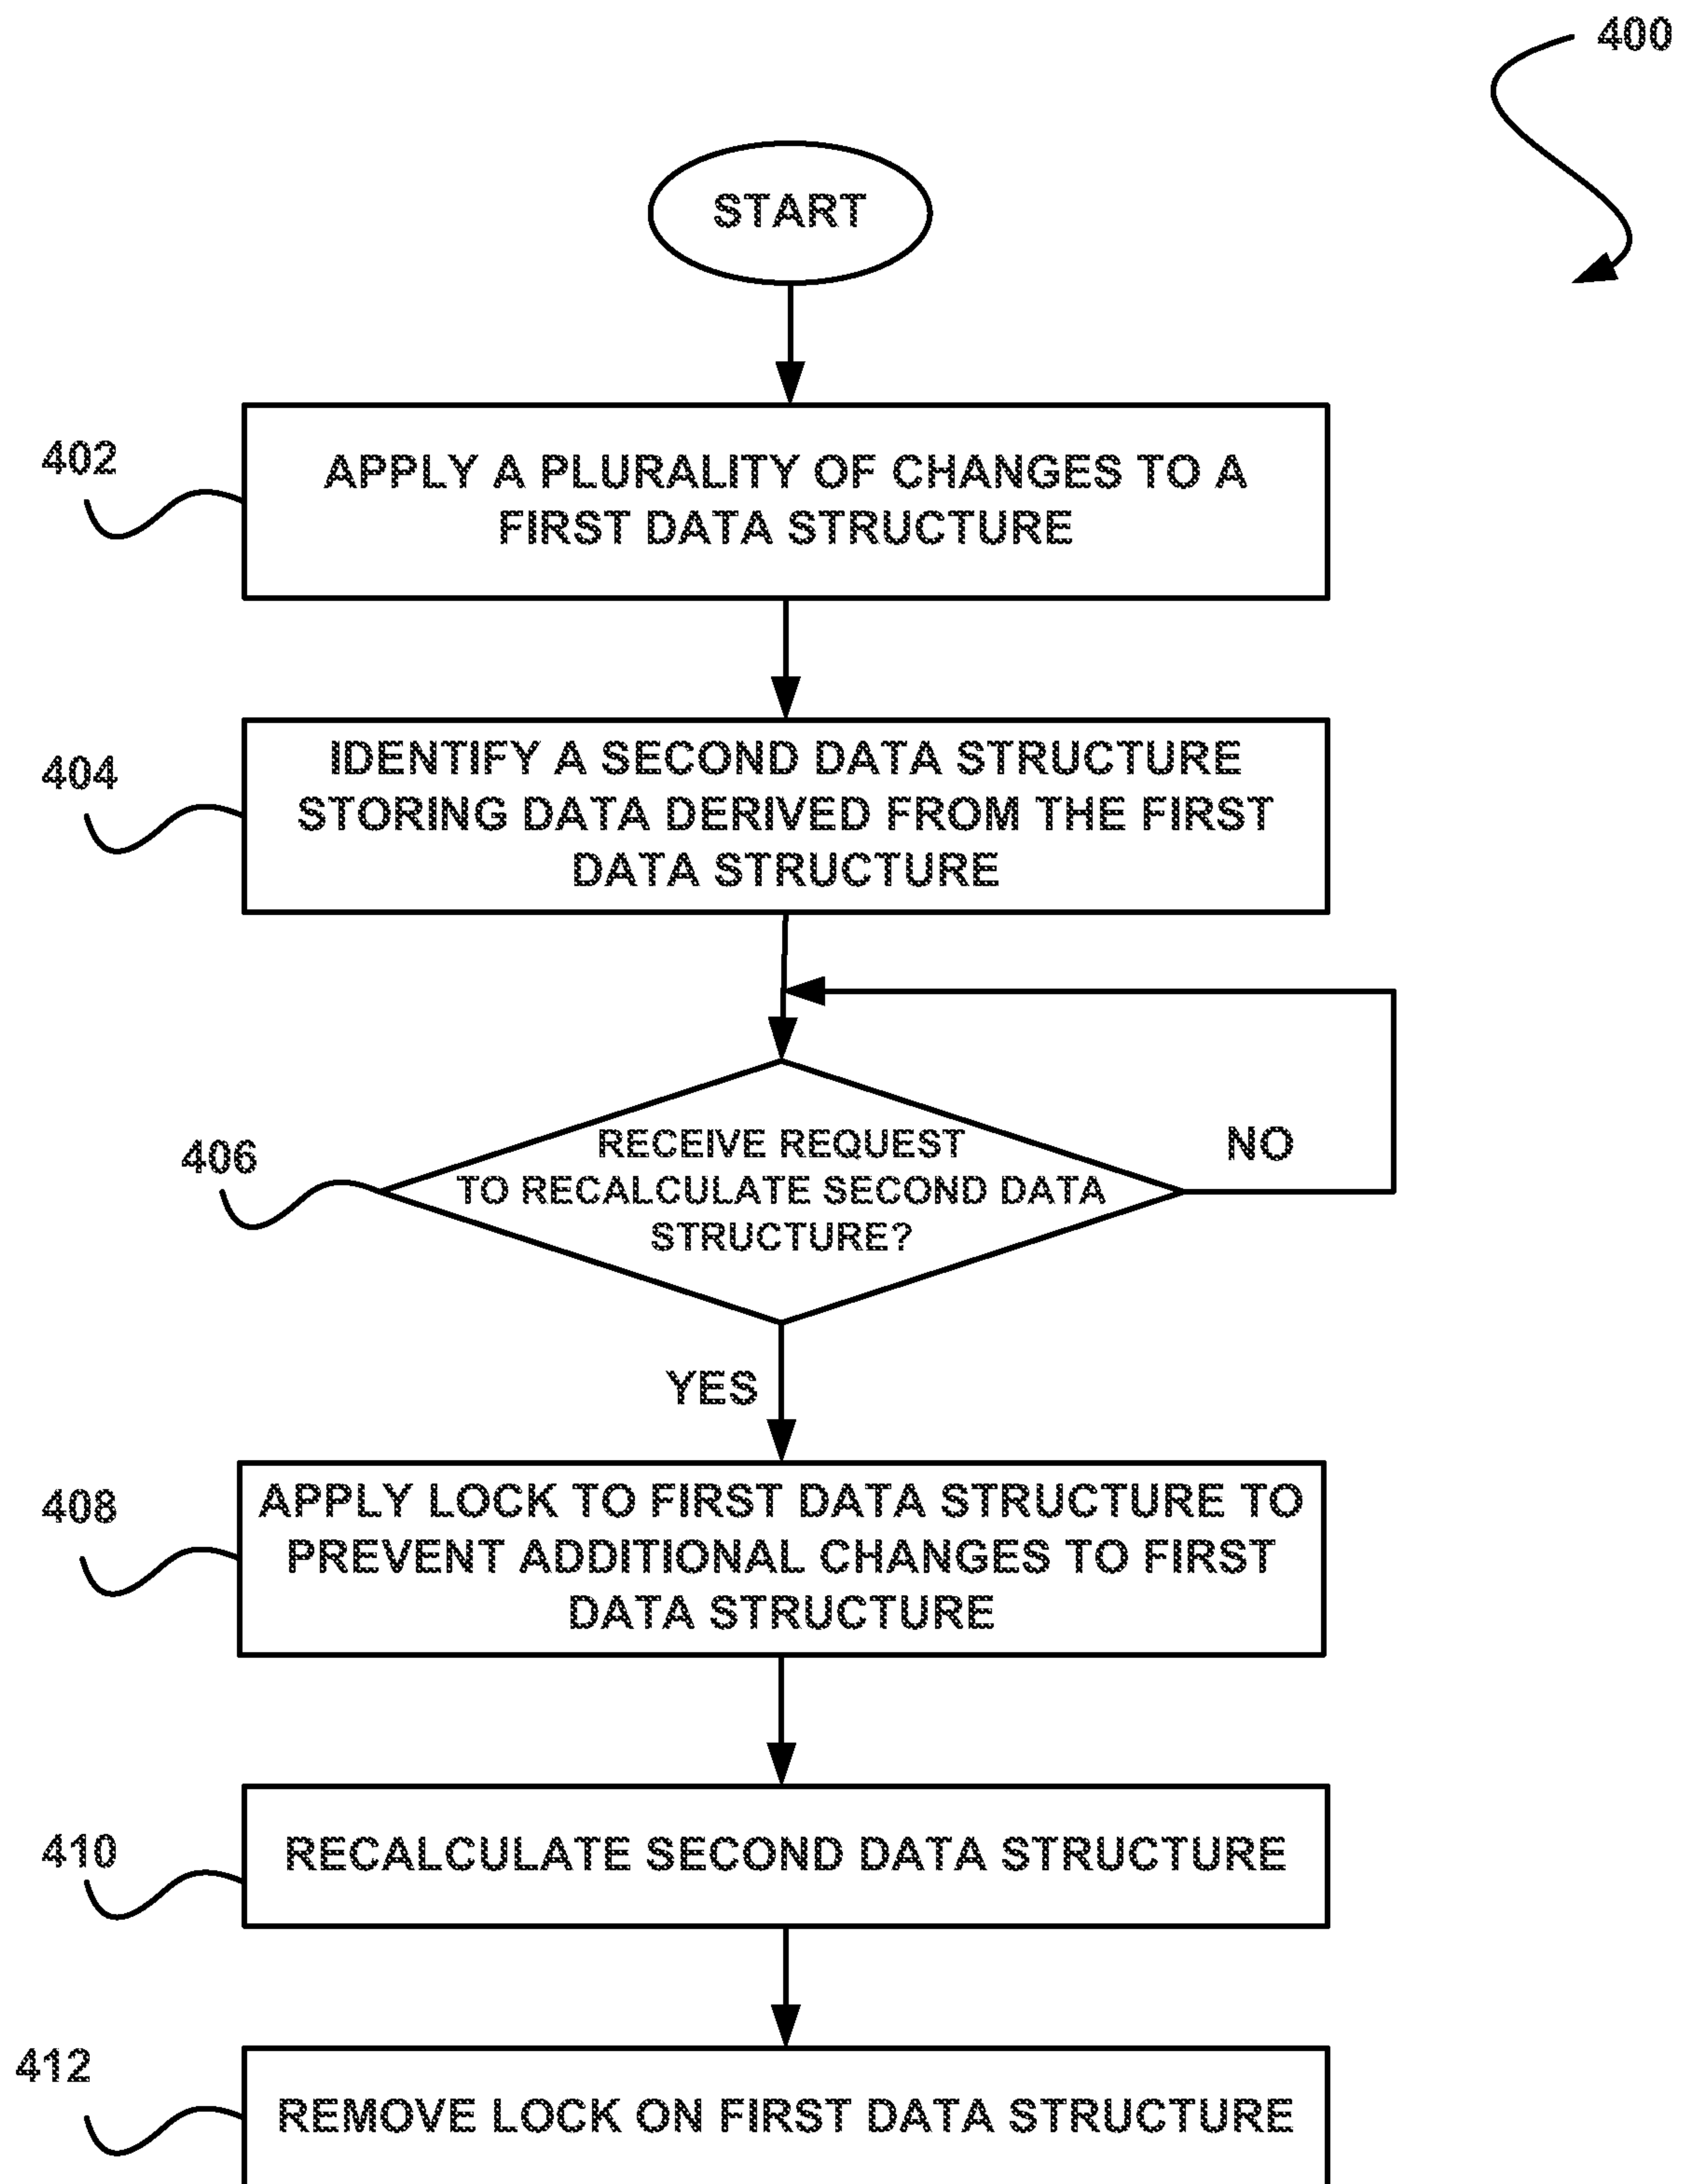 400
START
402
APPLY A PLURALITY OF CHANGES TO A
FIRST DATA STRUCTURE
404
IDENTIFY A SECOND DATA STRUCTURE
STORING DATA DERIVED FROM THE FIRST
DATA STRUCTURE
406
RECEIVE REQUEST
TO RECALCULATE SECOND DATA
STRUCTURE?
NO
YES
408
APPLY LOCK TO FIRST DATA STRUCTURE TO
PREVENT ADDITIONAL CHANGES TO FIRST
DATA STRUCTURE
410
RECALCULATE SECOND DATA STRUCTURE
412
REMOVE LOCK ON FIRST DATA STRUCTURE